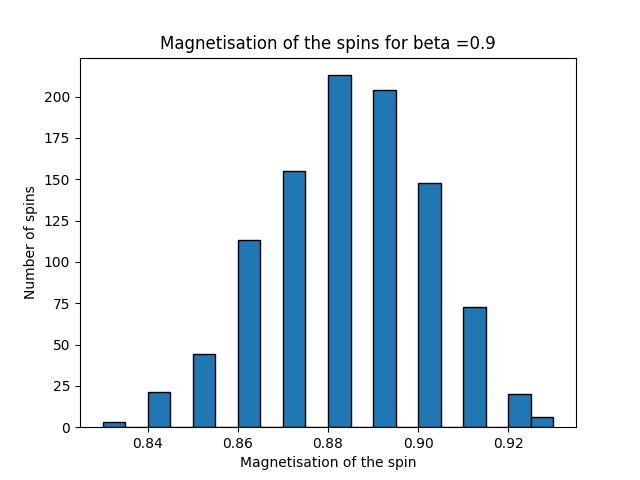 Magnetisation of the spins for beta =0.9
200
175
150
125
100
75
50
25
0
Number of spins
0.84 0.86 0.88 0.90 0.92
Magnetisation of the spin